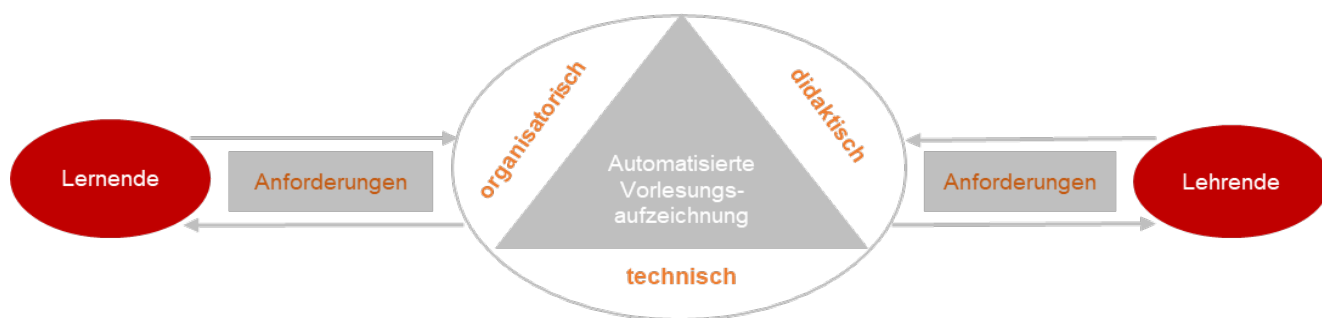 Lernende
Anforderungen
organisatorisch
Automatisierte
Vorlesungs-
aufzeichnung
didaktisch
technisch
Anforderungen
Lehrende